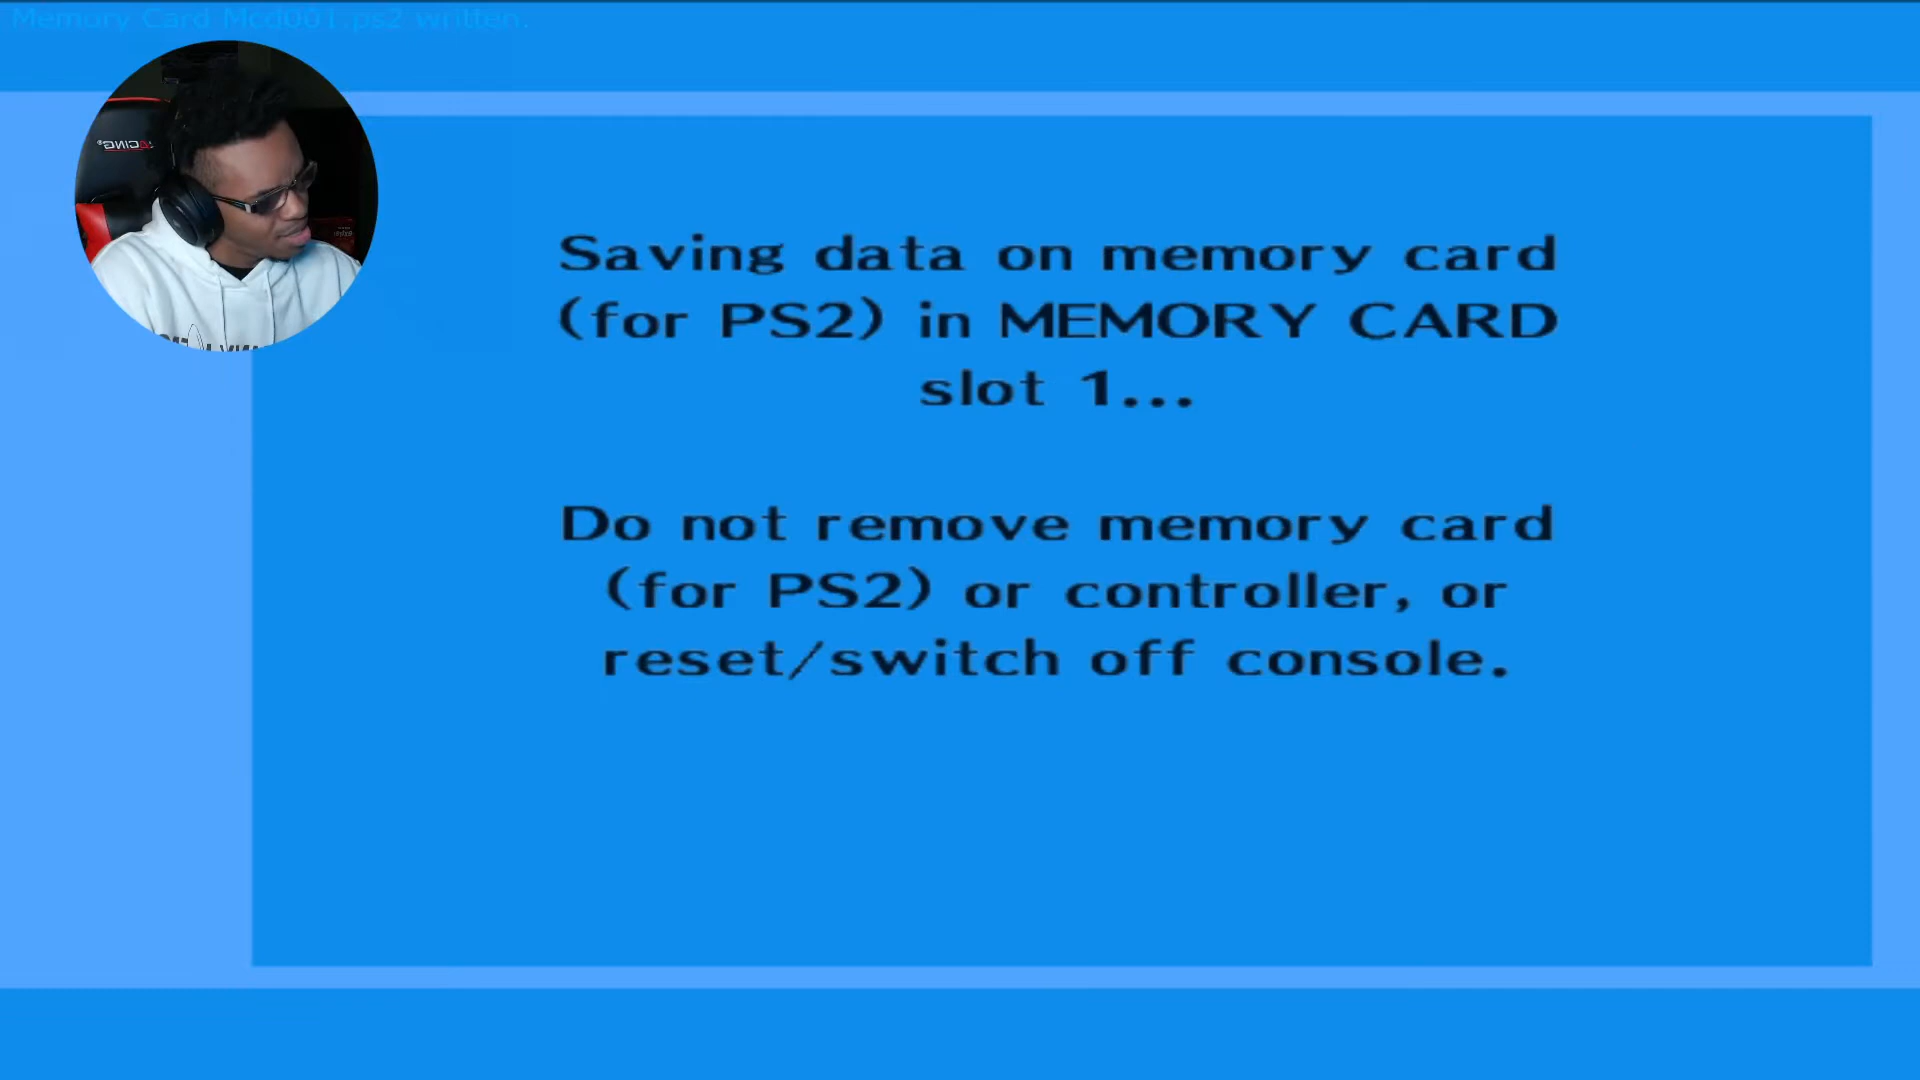 Memory Card Mcd001.ps2 written.
Saving data on memory card
(for PS2) in MEMORY CARD
slot 1...
Do not remove memory card
(for PS2) or controller, or
reset/switch off console.